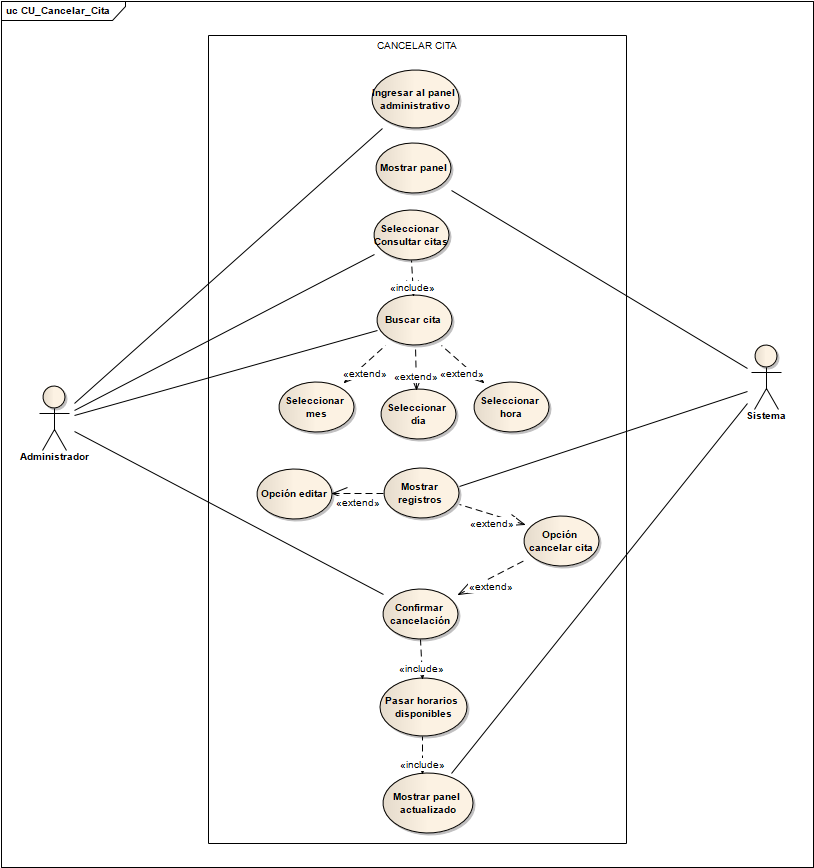 uc CU_Cancelar_Cita
CANCELAR CITA
Ingresar al panel
administrativo
Mostrar panel
Seleccionar
Consultar citas
«include»
Buscar cita
«extend»
«extend»
«extend»
Seleccionar
mes
Seleccionar
día
Seleccionar
hora
Administrador
Sistema
Opción editar
«extend»
Mostrar
registros
«extend»
Opción
cancelar cita
«extend»
Confirmar
cancelación
«include»
Pasar horarios
disponibles
«include»
Mostrar panel
actualizado